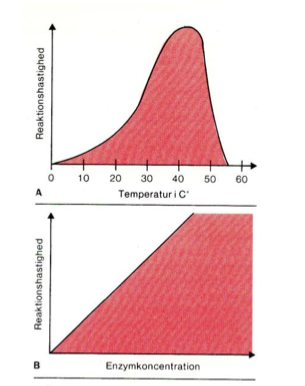 Reaktionshastighed
0 10 20 30 40 50 60
A
Temperatur i C°
Reaktionshastighed
B
Enzymkoncentration